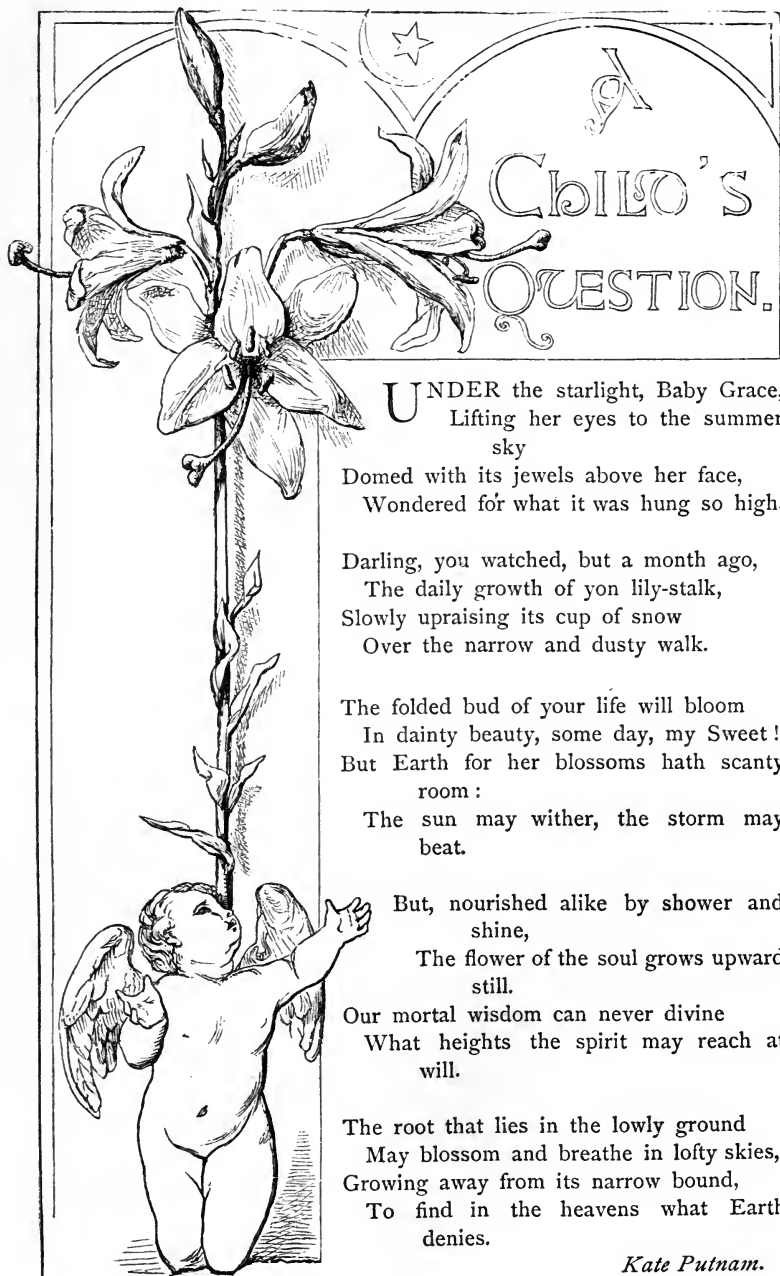 A
CHILD'S
QUESTION.
UNDER the starlight, Baby Grace,
Lifting her eyes to the summer
sky
Domed with its jewels above her face,
Wondered for what it was hung so high.
Darling, you watched, but a month ago,
The daily growth of yon lily-stalk,
Slowly upraising its cup of snow
Over the narrow and dusty walk.
The folded bud of your life will bloom
In dainty beauty, some day, my Sweet!
But Earth for her blossoms hath scanty
room:
The sun may wither, the storm may
beat.
But, nourished alike by shower and
shine,
The flower of the soul grows upward
still.
Our mortal wisdom can never divine
What heights the spirit may reach at
will.
The root that lies in the lowly ground
May blossom and breathe in lofty skies,
Growing away from its narrow bound,
To find in the heavens what Earth
denies.
Kate Putnam.